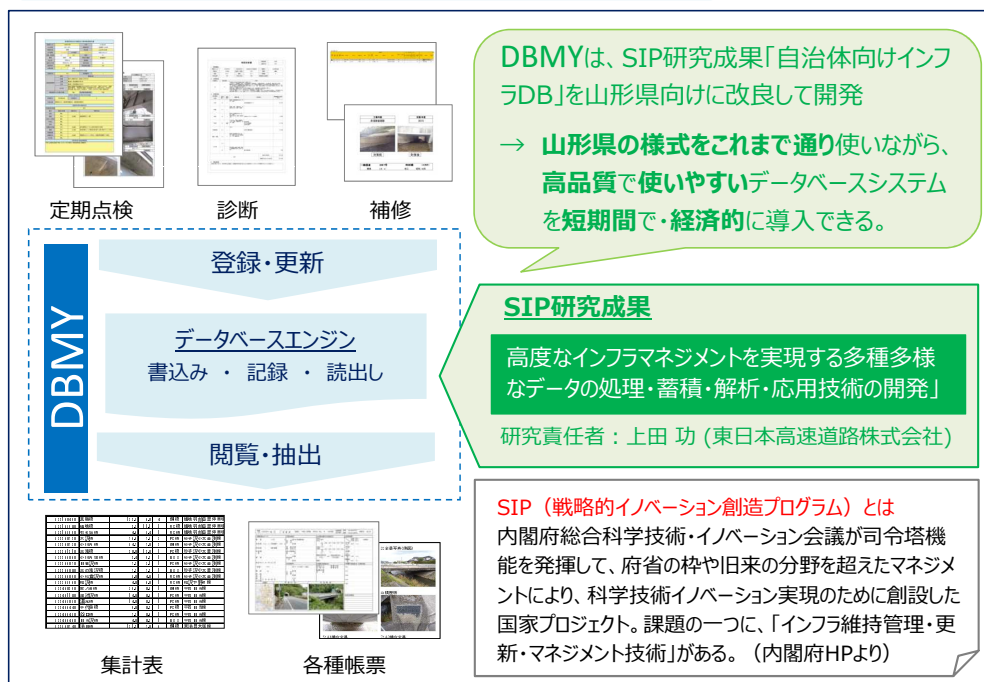 定期点検
診断
補修
DBMY
登録・更新
データベースエンジン
書込み ・ 記録 ・ 読出し
閲覧・抽出
集計表
各種帳票
DBMYは、SIP研究成果「自治体向けインフ
ラDB」を山形県向けに改良して開発
→ 山形県の様式をこれまで通り使いながら、
高品質で使いやすいデータベースシステム
を短期間で・経済的に導入できる。
SIP研究成果
高度なインフラマネジメントを実現する多種多様
なデータの処理・蓄積・解析・応用技術の開発」
研究責任者：上田 功 (東日本高速道路株式会社)
SIP（戦略的イノベーション創造プログラム）とは
内閣府総合科学技術・イノベーション会議が司令塔機
能を発揮して、府省の枠や旧来の分野を超えたマネジメ
ントにより、科学技術イノベーション実現のために創設した
国家プロジェクト。課題の一つに、「インフラ維持管理・更
新・マネジメント技術」がある。（内閣府HPより）